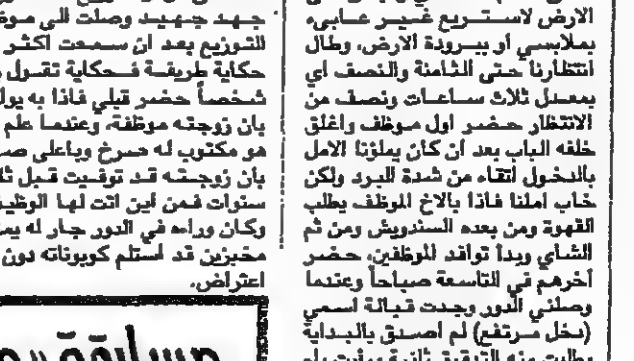 الارض لاستريع غير عابيء
بملابسي أو ببرودة الارض، وطال
انتظارنا حتى الثامنة والنصف اي
بمعدل ثلاث ساعات ونصف من
الانتظار حضر اول موظف واغلق
خلفه الباب بعد ان كان يملؤنا الامل
بالدخول اتقاء من شدة البرد ولكن
خاب املنا فاذا بالاخ الموظف يطلب
القهوة ومن بعده السندويش ومن ثم
الشاي وبدأ توافد الموظفين، حضر
آخرهم في التاسعة صباحاً وعندما
وصلني الدور وجدت قبالة اسمي
(دخل مرتفع) لم اصدق بالبداية
جهد جهيد وصلت الى
للتوزيع بعد ان سمعت اكثر
حكاية طريفة فحكاية تقول
شخصاً حضر قبلي فاذا به
بان زوجته موظفة، وعندما علم
هو مكتوب له صرخ وباعلى
بان زوجته قد توفيت قبل
سنوات فمن اين اتت لها
وكان وراءه في الدور جار له
مخبزين قد استلم كوبوناته دون
اعتراض.
مسابقة